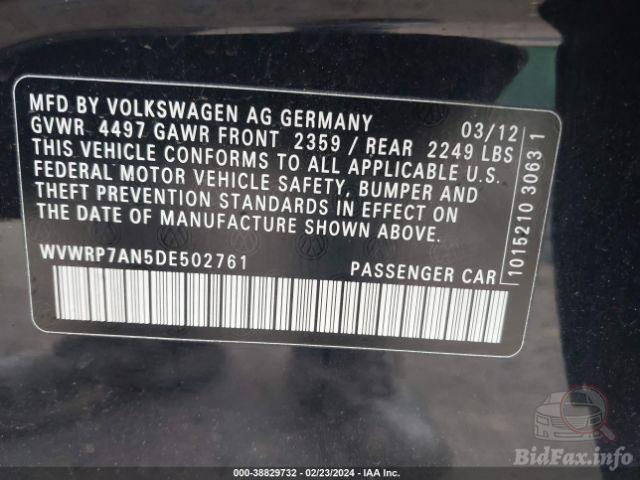 MFD BY VOLKSWAGEN AG GERMANY 03/12
GVWR 4497 GAWR FRONT 2359 / REAR 2249 LBS
THIS VEHICLE CONFORMS TO ALL APPLICABLE U.S.
FEDERAL MOTOR VEHICLE SAFETY, BUMPER AND
THEFT PREVENTION STANDARDS IN EFFECT ON
THE DATE OF MANUFACTURE SHOWN ABOVE.
WVWRP7AN5DE502761 PASSENGER CAR
1015210 30631
BidFax.info
000-38829732 - 02/23/2024 - IAA Inc.